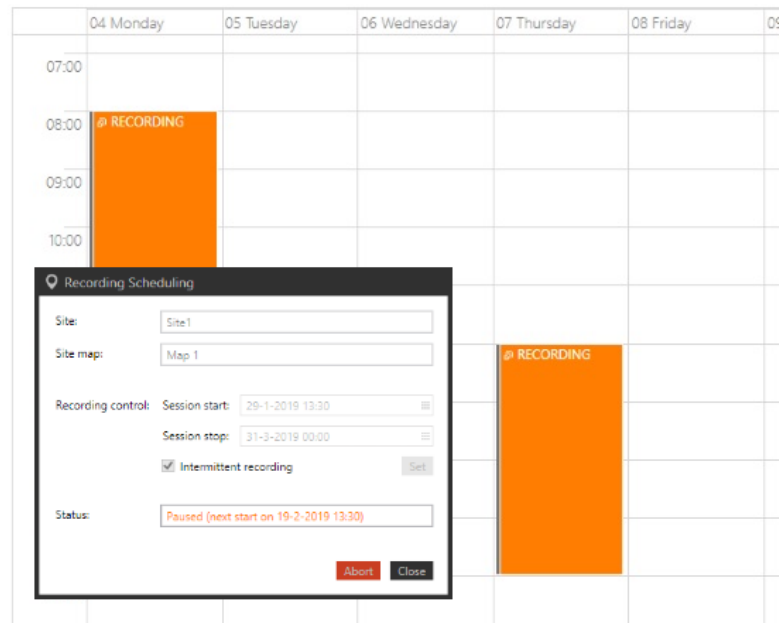 04 Monday 05 Tuesday 06 Wednesday 07 Thursday 08 Friday
07:00
08:00 RECORDING
09:00
10:00
Recording Scheduling
Site: Site1
Site map: Map 1
RECORDING
Recording control: Session start: 29-1-2019 13:30
Session stop: 31-3-2019 00:00
Intermittent recording Set
Status: Paused (next start on 19-2-2019 13:30)
Abort Close